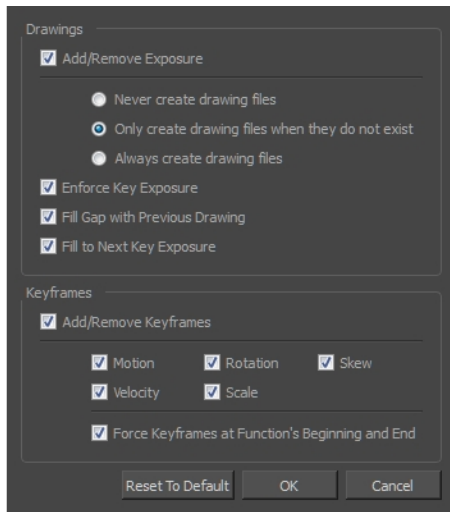 Drawings
Add/Remove Exposure
Never create drawing files
Only create drawing files when they do not exist
Always create drawing files
Enforce Key Exposure
Fill Gap with Previous Drawing
Fill to Next Key Exposure
Keyframes
Add/Remove Keyframes
Motion Rotation Skew
Velocity Scale
Force Keyframes at Function's Beginning and End
Reset To Default OK Cancel